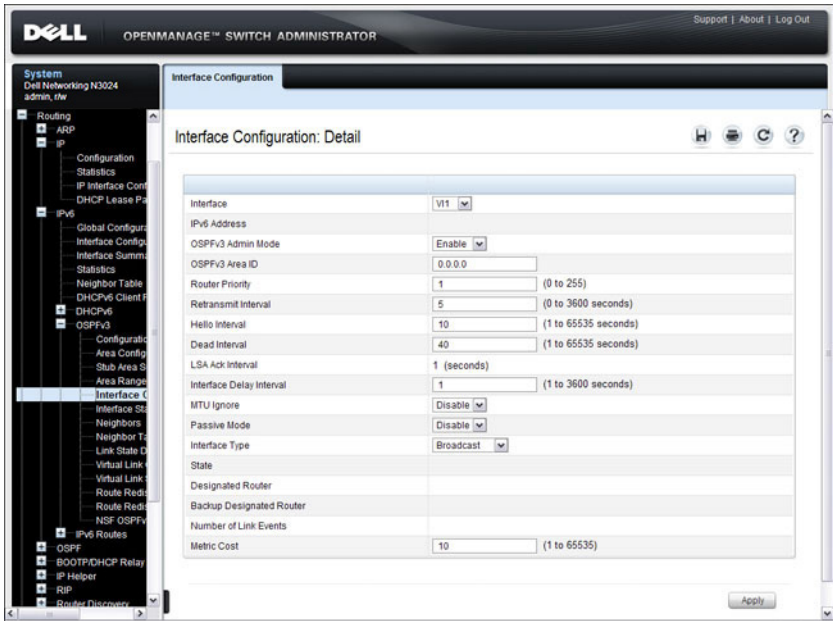 Support | About | Log Out
DELL OPENMANAGE™ SWITCH ADMINISTRATOR
System
Dell Networking N3024
admin, r/w
Routing
ARP
IP
Configuration
Statistics
IP Interface Conf
DHCP Lease Pa
IPv6
Global Configura
Interface Configu
Interface Summa
Statistics
Neighbor Table
DHCPv6 Client P
DHCPv6
OSPFv3
Configuratio
Area Config
Stub Area S
Area Range
Interface C
Interface Sta
Neighbors
Neighbor Ta
Link State D
Virtual Link
Virtual Link
Route Redis
Route Redis
NSF OSPFv
IPv6 Routes
OSPF
BOOTP/DHCP Relay
IP Helper
RIP
Router Discovery
Interface Configuration
Interface Configuration: Detail
Interface Vl1
IPv6 Address
OSPFv3 Admin Mode Enable
OSPFv3 Area ID 0.0.0.0
Router Priority 1 (0 to 255)
Retransmit Interval 5 (0 to 3600 seconds)
Hello Interval 10 (1 to 65535 seconds)
Dead Interval 40 (1 to 65535 seconds)
LSA Ack Interval 1 (seconds)
Interface Delay Interval 1 (1 to 3600 seconds)
MTU Ignore Disable
Passive Mode Disable
Interface Type Broadcast
State
Designated Router
Backup Designated Router
Number of Link Events
Metric Cost 10 (1 to 65535)
Apply